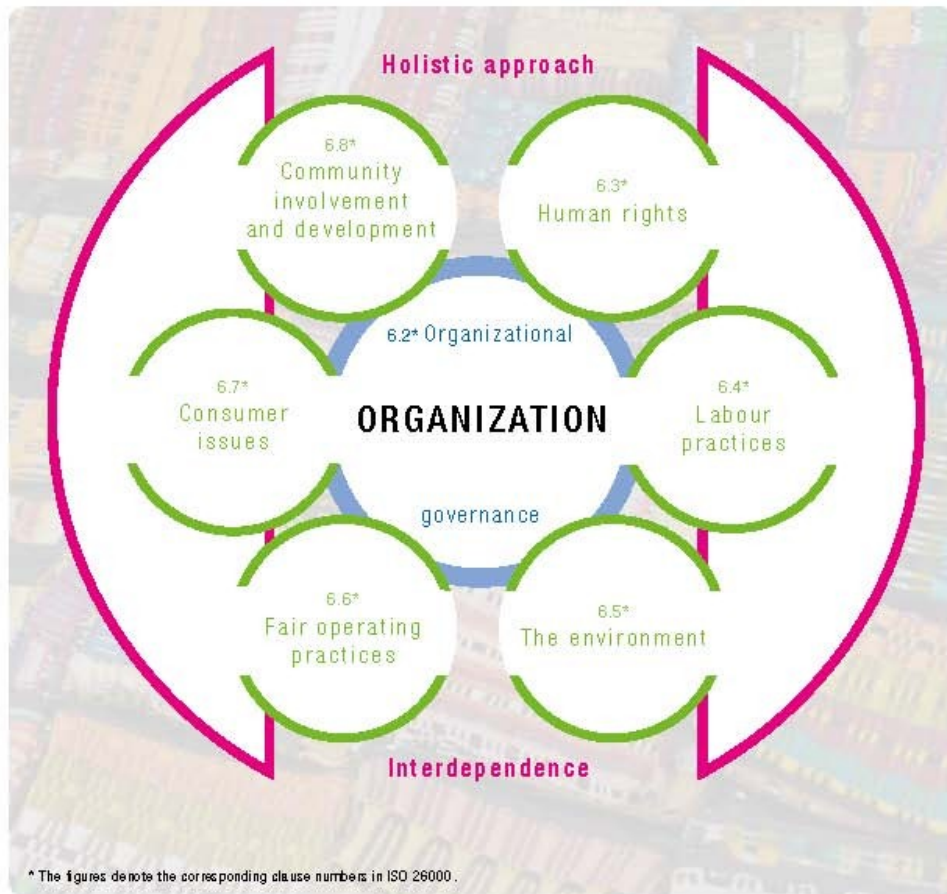 Holistic approach
6.8*
Community
involvement
and development
6.3*
Human rights
6.2* Organizational
ORGANIZATION
governance
6.7*
Consumer
issues
6.4*
Labour
practices
6.6*
Fair operating
practices
6.5*
The environment
Interdependence
* The figures denote the corresponding clause numbers in ISO 26000.